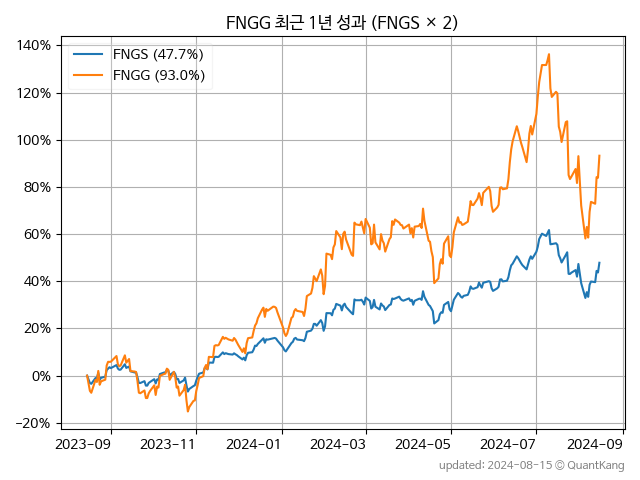 FNGG 최근 1년 성과 (FNGS × 2)
FNGS (47.7%)
FNGG (93.0%)
140%
120%
100%
80%
60%
40%
20%
0%
−20%
2023-09 2023-11 2024-01 2024-03 2024-05 2024-07 2024-09
updated: 2024-08-15 © QuantKang